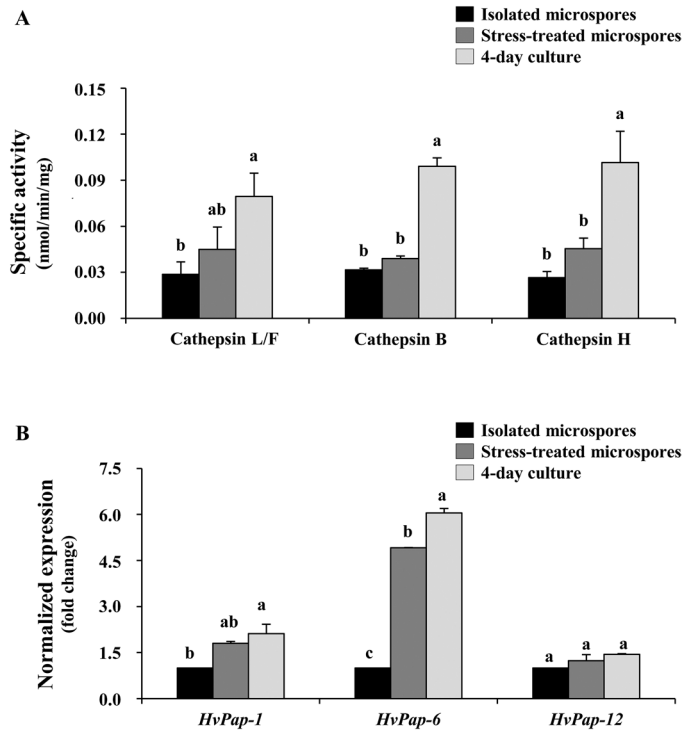 A
Isolated microspores
Stress-treated microspores
4-day culture
Specific activity
(nmol/min/mg)
0.15
0.12
0.09
0.06
0.03
0.00
b
ab
a
b
b
a
b
b
a
Cathepsin L/F
Cathepsin B
Cathepsin H
B
Isolated microspores
Stress-treated microspores
4-day culture
Normalized expression
(fold change)
7.5
6.0
4.5
3.0
1.5
0.0
b
ab
a
c
b
a
a
a
a
HvPap-1
HvPap-6
HvPap-12